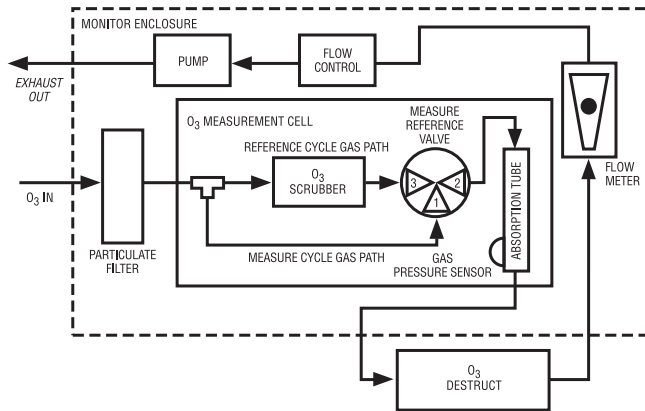 MONITOR ENCLOSURE
PUMP
FLOW
CONTROL
EXHAUST
OUT
O₃ MEASUREMENT CELL
MEASURE
REFERENCE
VALVE
REFERENCE CYCLE GAS PATH
O₃
SCRUBBER
3
2
1
ABSORPTION TUBE
FLOW
METER
O₃ IN
PARTICULATE
FILTER
MEASURE CYCLE GAS PATH
GAS
PRESSURE SENSOR
O₃
DESTRUCT